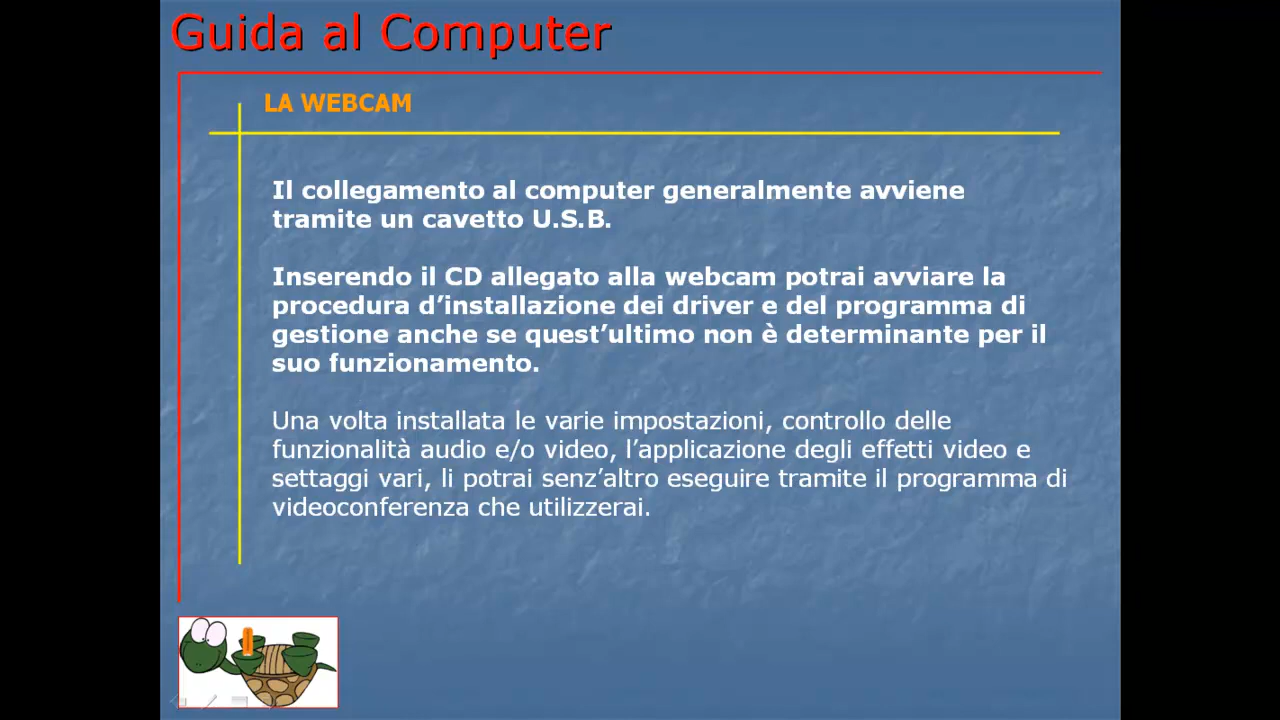 Guida al Computer
LA WEBCAM
Il collegamento al computer generalmente avviene
tramite un cavetto U.S.B.
Inserendo il CD allegato alla webcam potrai avviare la
procedura d’installazione dei driver e del programma di
gestione anche se quest’ultimo non è determinante per il
suo funzionamento.
Una volta installata le varie impostazioni, controllo delle
funzionalità audio e/o video, l’applicazione degli effetti video e
settaggi vari, li potrai senz’altro eseguire tramite il programma di
videoconferenza che utilizzerai.